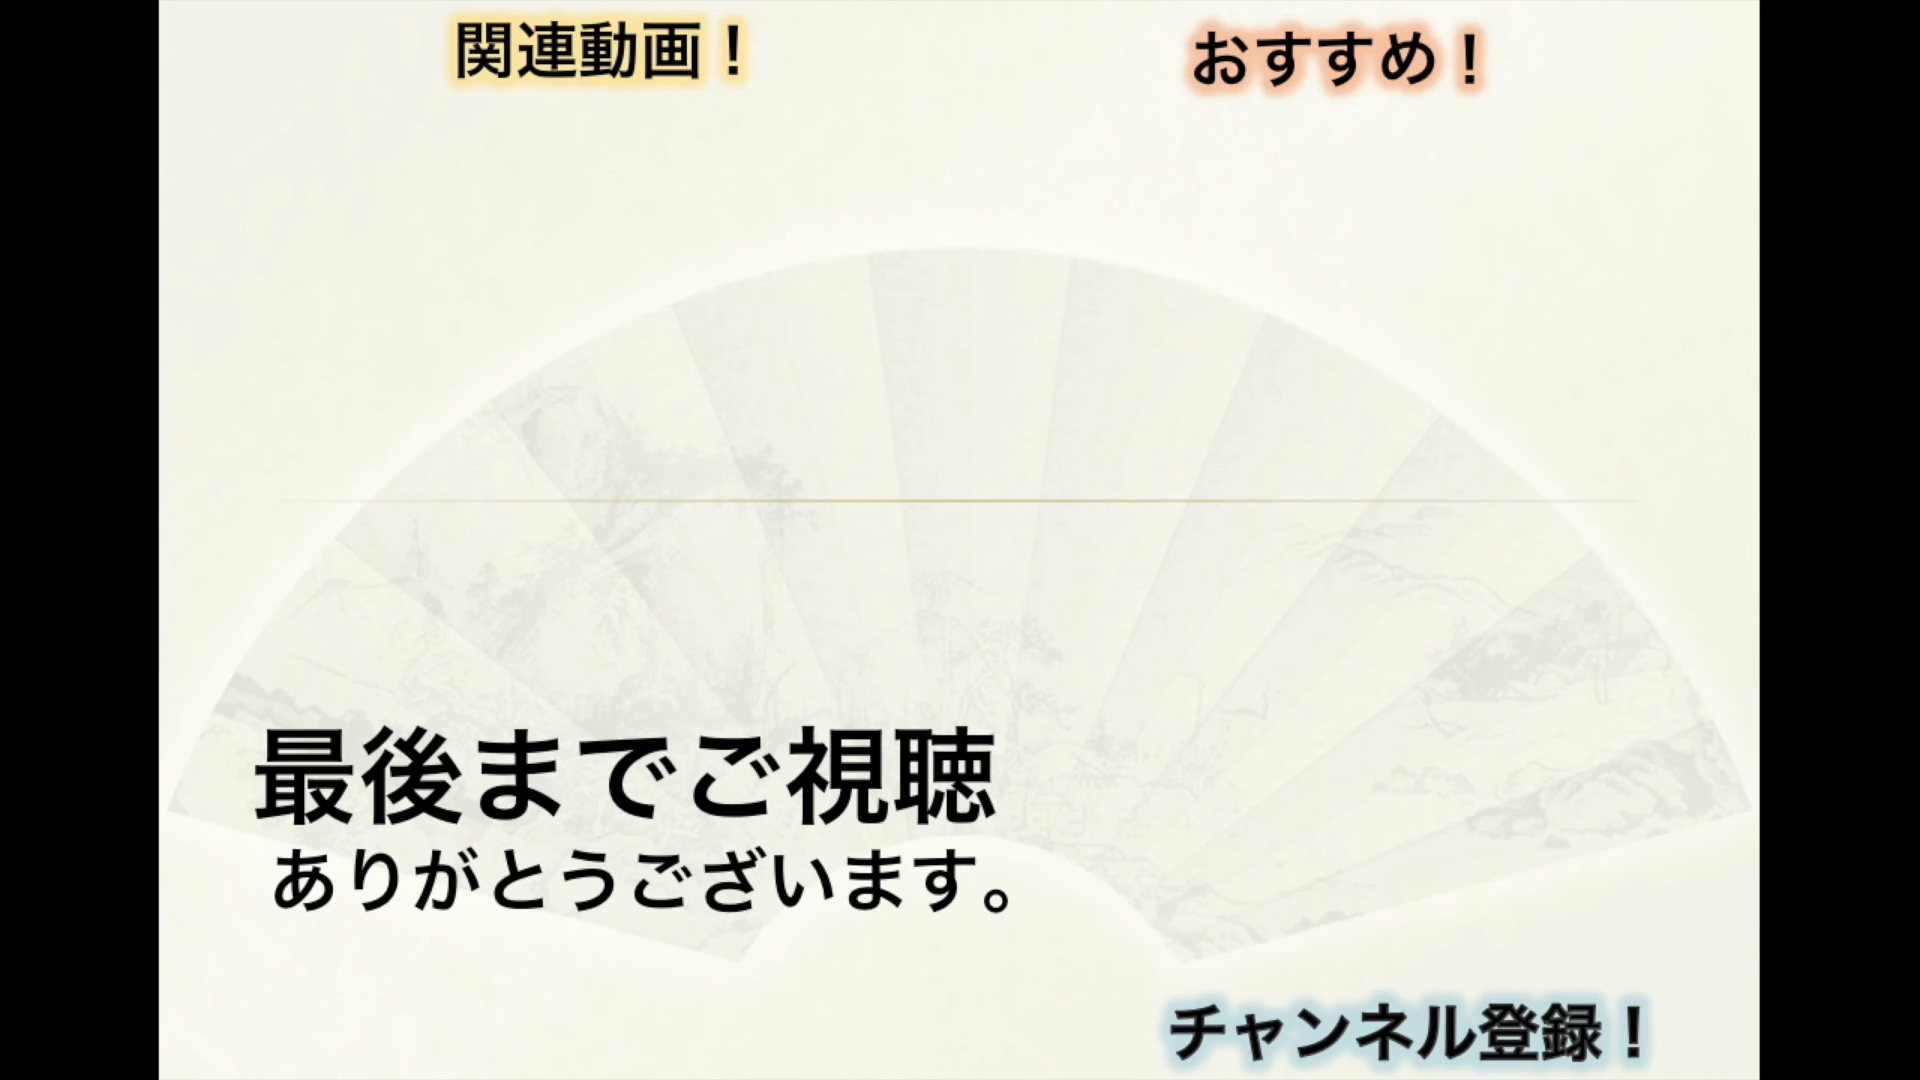 関連動画！
おすすめ！
最後までご視聴
ありがとうございます。
チャンネル登録！